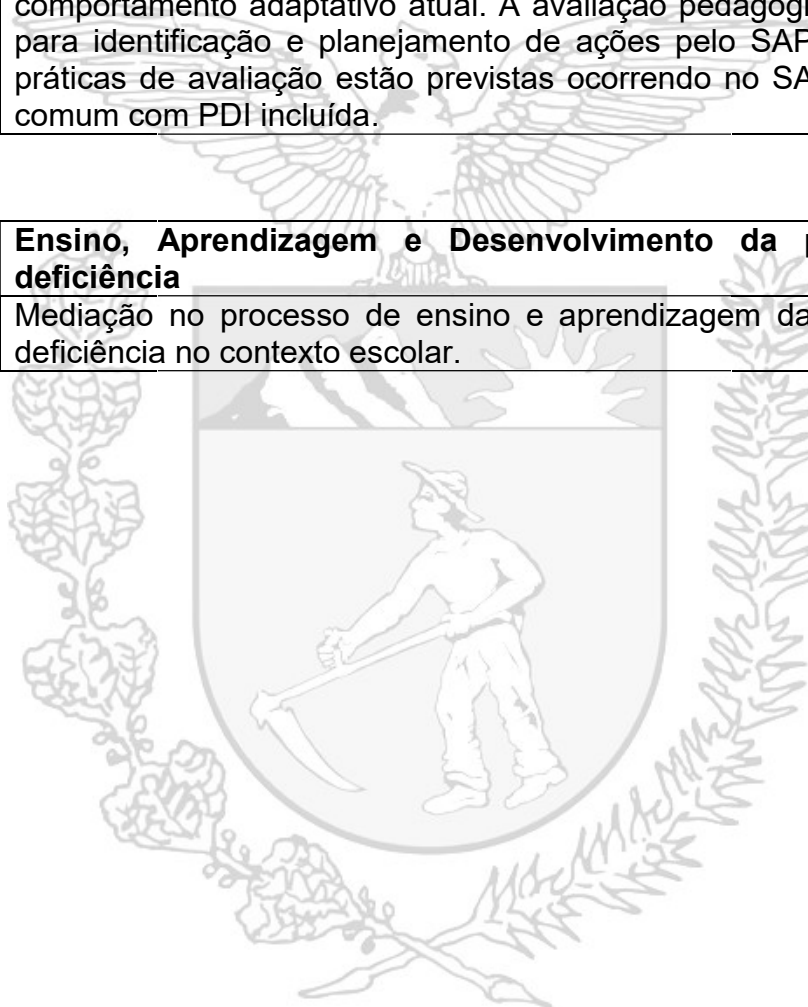 comportamento adaptativo atual. A avaliação pedagógi
para identificação e planejamento de ações pelo SAP
práticas de avaliação estão previstas ocorrendo no SA
comum com PDI incluída.
Ensino, Aprendizagem e Desenvolvimento da p
deficiência
Mediação no processo de ensino e aprendizagem da
deficiência no contexto escolar.